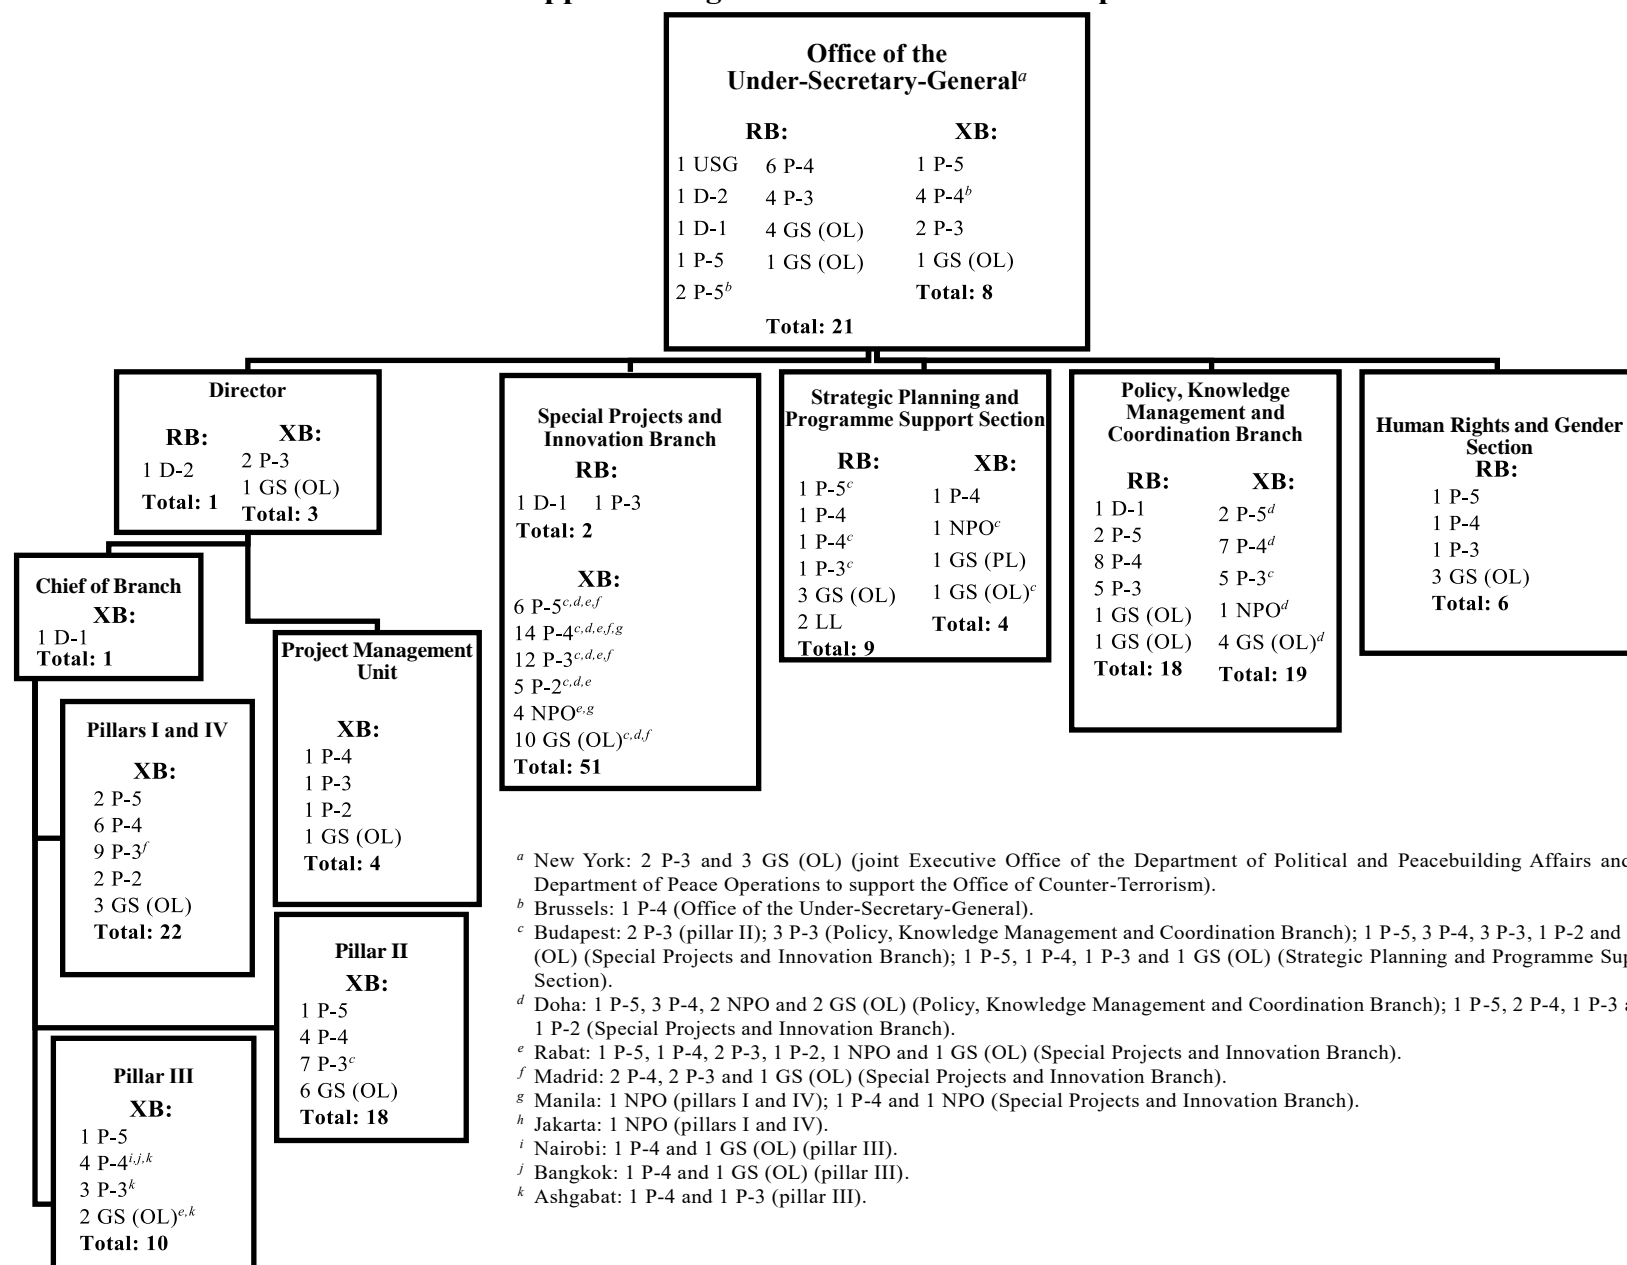 Office of the
Under-Secretary-General^a
RB:
1 USG
1 D-2
1 D-1
1 P-5
2 P-5^b
6 P-4
4 P-3
4 GS (OL)
1 GS (OL)
Total: 21
XB:
1 P-5
4 P-4^b
2 P-3
1 GS (OL)
Total: 8
Director
RB:
1 D-2
Total: 1
XB:
2 P-3
1 GS (OL)
Total: 3
Special Projects and
Innovation Branch
RB:
1 D-1 1 P-3
Total: 2
XB:
6 P-5^c,d,e,f
14 P-4^c,d,e,f,g
12 P-3^c,d,e,f
5 P-2^c,d,e
4 NPO^e,g
10 GS (OL)^c,d,f
Total: 51
Strategic Planning and
Programme Support Section
RB:
1 P-5^c
1 P-4
1 P-4^c
1 P-3^c
3 GS (OL)
2 LL
Total: 9
XB:
1 P-4
1 NPO^c
1 GS (PL)
1 GS (OL)^c
Total: 4
Policy, Knowledge
Management and
Coordination Branch
RB:
1 D-1
2 P-5
8 P-4
5 P-3
1 GS (OL)
1 GS (OL)
Total: 18
XB:
2 P-5^d
7 P-4^d
5 P-3^c
1 NPO^d
4 GS (OL)^d
Total: 19
Human Rights and Gender
Section
RB:
1 P-5
1 P-4
1 P-3
3 GS (OL)
Total: 6
Chief of Branch
XB:
1 D-1
Total: 1
Project Management
Unit
XB:
1 P-4
1 P-3
1 P-2
1 GS (OL)
Total: 4
Pillars I and IV
XB:
2 P-5
6 P-4
9 P-3^f
2 P-2
3 GS (OL)
Total: 22
Pillar II
XB:
1 P-5
4 P-4
7 P-3^c
6 GS (OL)
Total: 18
Pillar III
XB:
1 P-5
4 P-4^i,j,k
3 P-3^k
2 GS (OL)^e,k
Total: 10
^a New York: 2 P-3 and 3 GS (OL) (joint Executive Office of the Department of Political and Peacebuilding Affairs and
Department of Peace Operations to support the Office of Counter-Terrorism).
^b Brussels: 1 P-4 (Office of the Under-Secretary-General).
^c Budapest: 2 P-3 (pillar II); 3 P-3 (Policy, Knowledge Management and Coordination Branch); 1 P-5, 3 P-4, 3 P-3, 1 P-2 and
(OL) (Special Projects and Innovation Branch); 1 P-5, 1 P-4, 1 P-3 and 1 GS (OL) (Strategic Planning and Programme
Section).
^d Doha: 1 P-5, 3 P-4, 2 NPO and 2 GS (OL) (Policy, Knowledge Management and Coordination Branch); 1 P-5, 2 P-4, 1 P-3
1 P-2 (Special Projects and Innovation Branch).
^e Rabat: 1 P-5, 1 P-4, 2 P-3, 1 P-2, 1 NPO and 1 GS (OL) (Special Projects and Innovation Branch).
^f Madrid: 2 P-4, 2 P-3 and 1 GS (OL) (Special Projects and Innovation Branch).
^g Manila: 1 NPO (pillars I and IV); 1 P-4 and 1 NPO (Special Projects and Innovation Branch).
^h Jakarta: 1 NPO (pillars I and IV).
^i Nairobi: 1 P-4 and 1 GS (OL) (pillar III).
^j Bangkok: 1 P-4 and 1 GS (OL) (pillar III).
^k Ashgabat: 1 P-4 and 1 P-3 (pillar III).